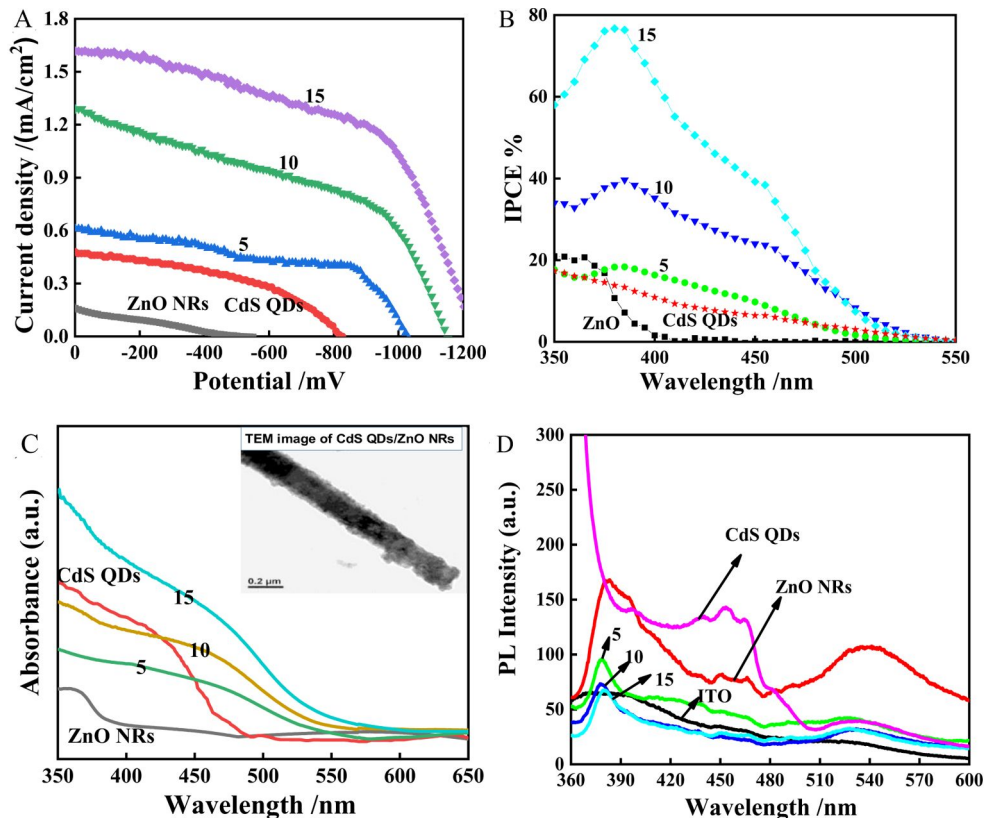 A
Current density /(mA/cm²)
1.8
1.5
1.2
0.9
0.6
0.3
0.0
15
10
5
ZnO NRs
CdS QDs
0
-200
-400
-600
-800
-1000
-1200
Potential /mV
B
IPCE %
80
60
40
20
0
15
10
5
ZnO
CdS QDs
350
400
450
500
550
Wavelength /nm
C
Absorbance (a.u.)
TEM image of CdS QDs/ZnO NRs
0.2 µm
CdS QDs
15
10
5
ZnO NRs
350
400
450
500
550
600
650
Wavelength /nm
D
PL Intensity (a.u.)
300
250
200
150
100
50
0
CdS QDs
ZnO NRs
5
10
15
ITO
360
390
420
450
480
510
540
570
600
Wavelength /nm